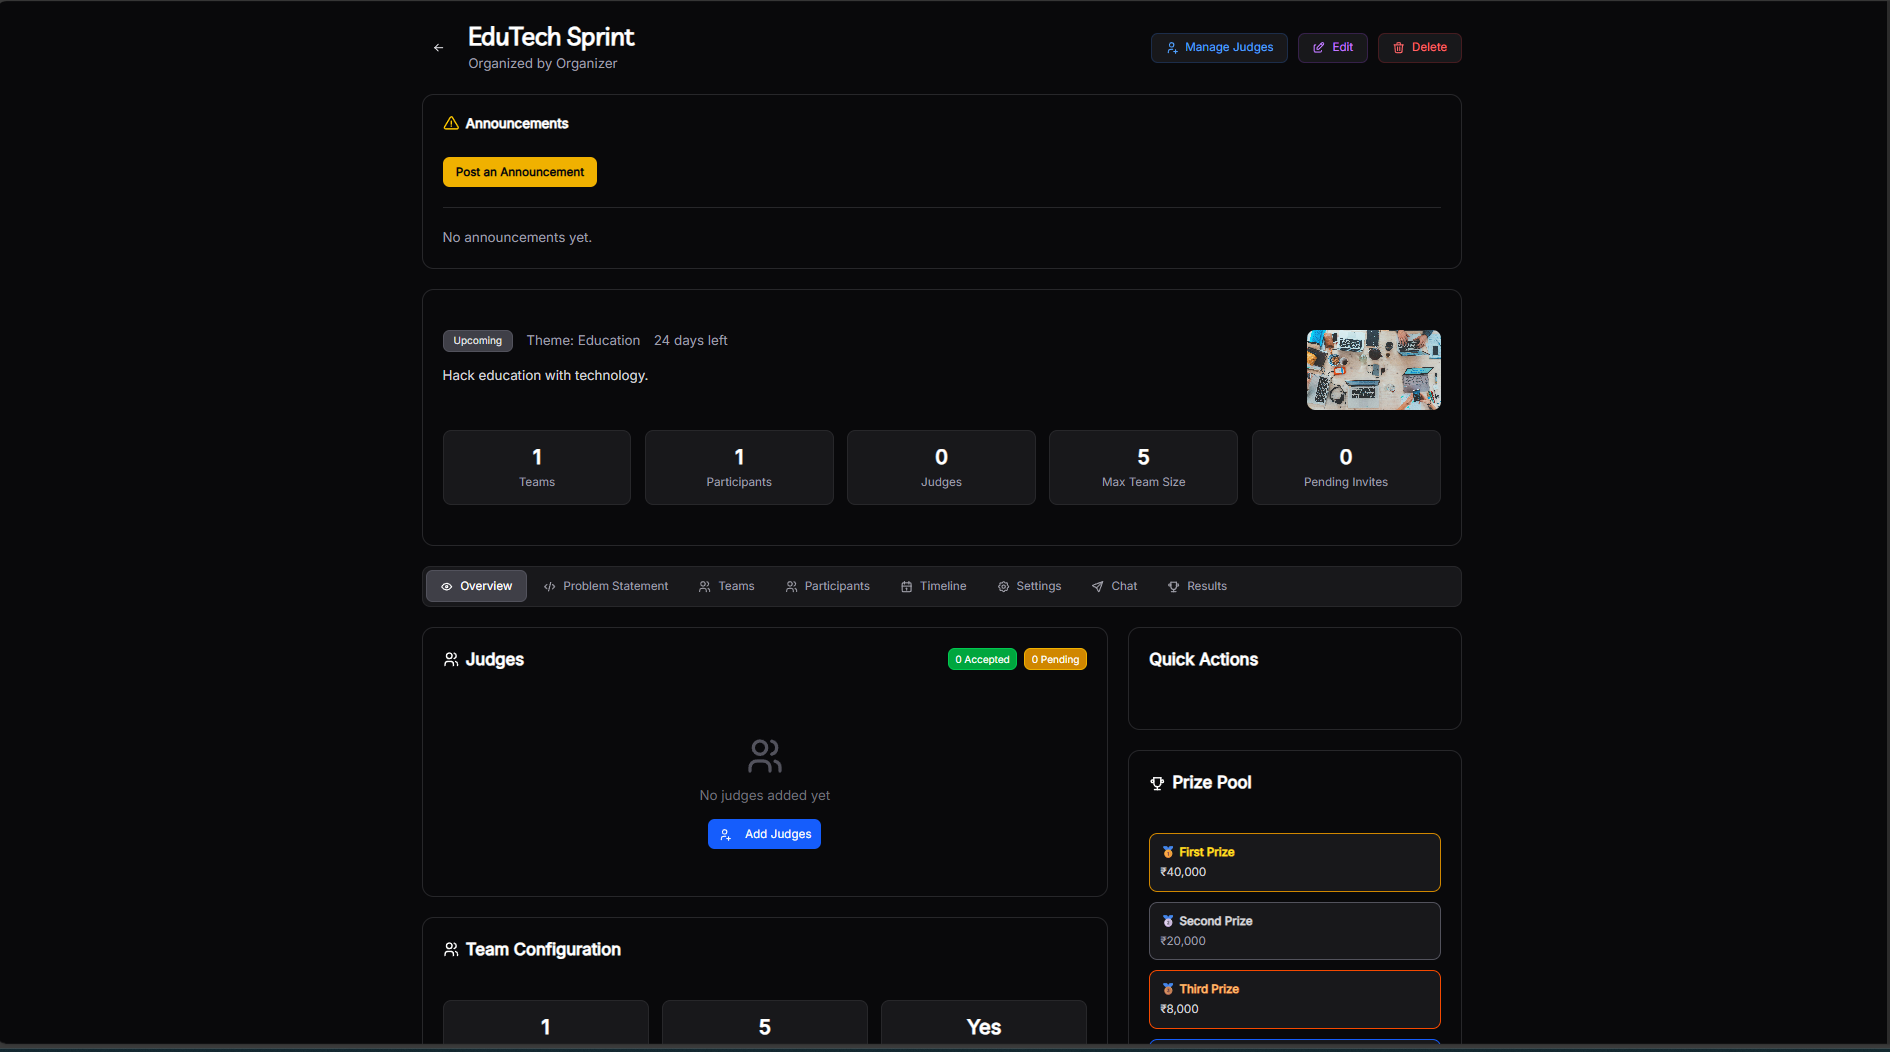 EduTech Sprint
Organized by Organizer
Manage Judges
Edit
Delete
Announcements
Post an Announcement
No announcements yet.
Upcoming
Theme: Education
24 days left
Hack education with technology.
1
Teams
1
Participants
0
Judges
5
Max Team Size
0
Pending Invites
Overview
Problem Statement
Teams
Participants
Timeline
Settings
Chat
Results
Judges
0 Accepted
0 Pending
No judges added yet
Add Judges
Quick Actions
Prize Pool
First Prize
₹40,000
Second Prize
₹20,000
Third Prize
₹8,000
Team Configuration
1
5
Yes